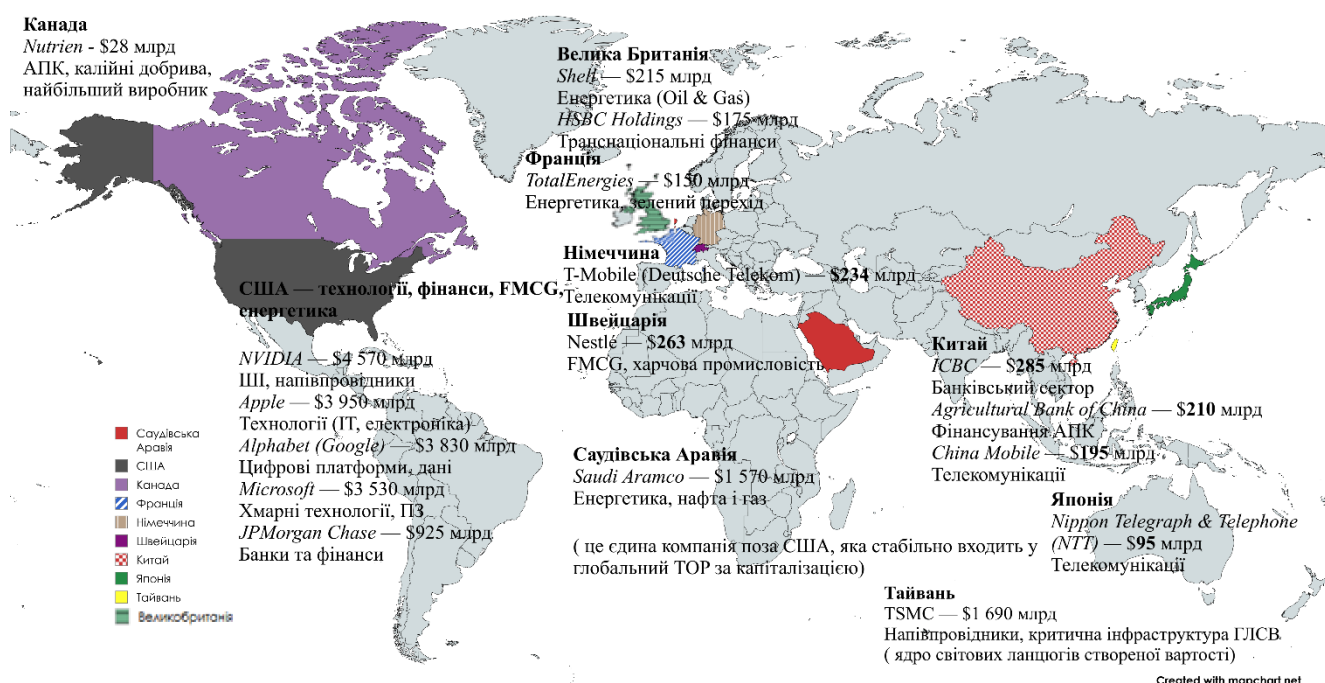 Канада
Nutrien - $28 млрд
АПК, калійні добрива,
найбільший виробник
Велика Британія
Shell — $215 млрд
Енергетика (Oil & Gas)
HSBC Holdings — $175 млрд
Транснаціональні фінанси
Франція
TotalEnergies — $150 млрд
Енергетика, зелений перехід
Німеччина
T-Mobile (Deutsche Telekom) — $234 млрд
Телекомунікації
США — технології, фінанси, FMCG,
енергетика
NVIDIA — $4 570 млрд
ШІ, напівпровідники
Apple — $3 950 млрд
Технології (ІТ, електроніка)
Alphabet (Google) — $3 830 млрд
Цифрові платформи, дані
Microsoft — $3 530 млрд
Хмарні технології, ПЗ
JPMorgan Chase — $925 млрд
Банки та фінанси
Швейцарія
Nestlé — $263 млрд
FMCG, харчова промисловість
Китай
ICBC — $285 млрд
Банківський сектор
Agricultural Bank of China — $210 млрд
Фінансування АПК
China Mobile — $195 млрд
Телекомунікації
Саудівська Аравія
Saudi Aramco — $1 570 млрд
Енергетика, нафта і газ
( це єдина компанія поза США, яка стабільно входить у
глобальний TOP за капіталізацією)
Японія
Nippon Telegraph & Telephone
(NTT) — $95 млрд
Телекомунікації
Тайвань
TSMC — $1 690 млрд
Напівпровідники, критична інфраструктура ГЛСВ
( ядро світових ланцюгів створеної вартості)
Саудівська
Аравія
США
Канада
Франція
Німеччина
Швейцарія
Китай
Японія
Тайвань
Великобританія
Created with mapchart.net